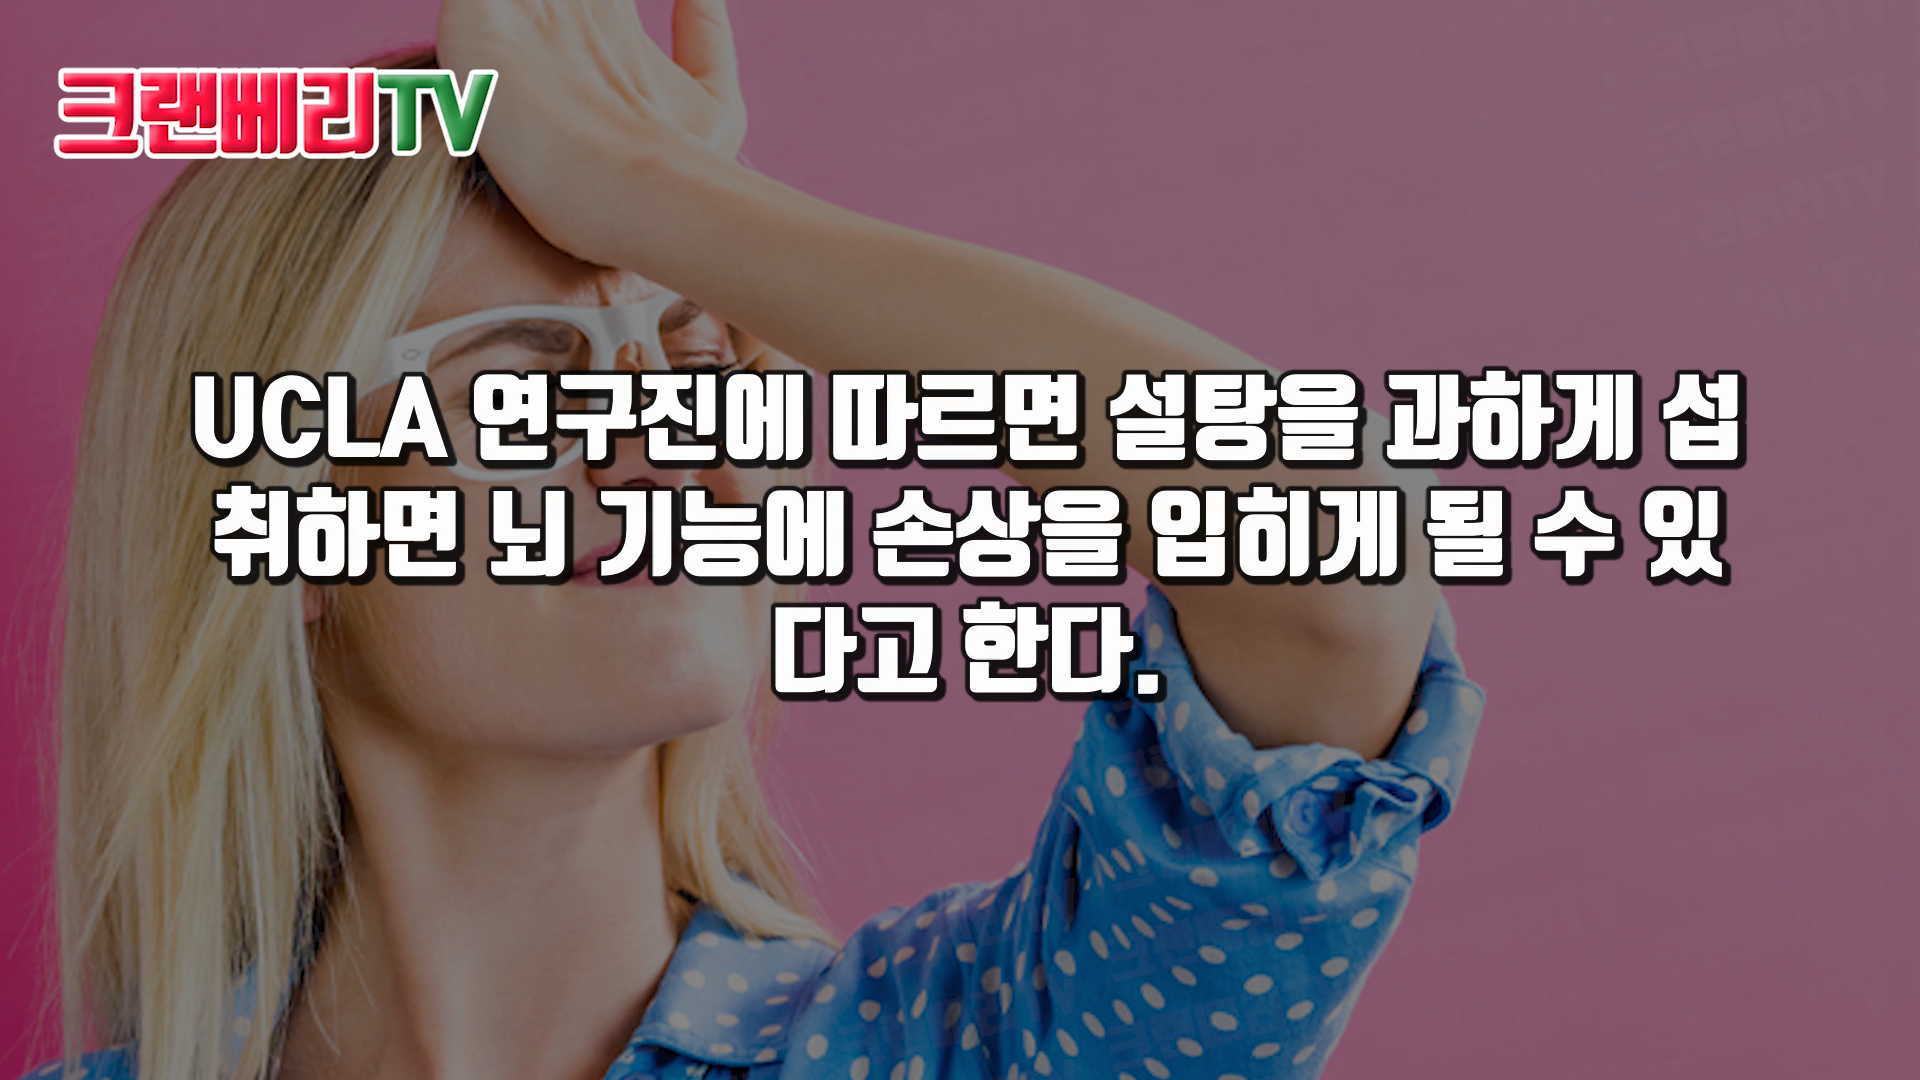 크랜베리TV
UCLA 연구진에 따르면 설탕을 과하게 섭
취하면 뇌 기능에 손상을 입히게 될 수 있
다고 한다.